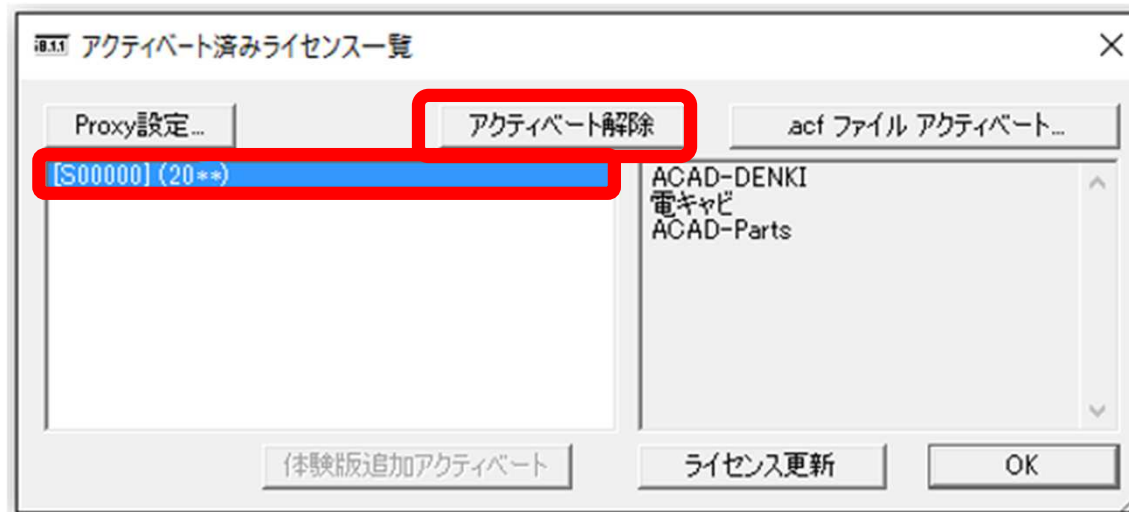 i8.1.1 アクティベート済みライセンス一覧
Proxy設定... アクティベート解除 .acf ファイル アクティベート...
[S00000] (20**)
ACAD-DENKI
電キャビ
ACAD-Parts
体験版追加アクティベート ライセンス更新 OK